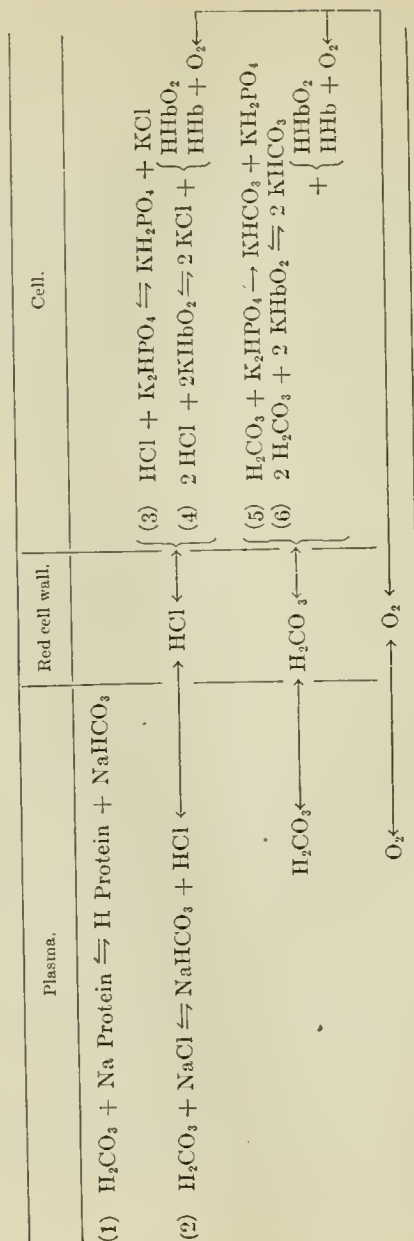 Plasma.
Red cell wall.
Cell.
(1) H₂CO₃ + Na Protein ⇌ H Protein + NaHCO₃
(2) H₂CO₃ + NaCl ⇌ NaHCO₃ + HCl ←→ HCl ←→
(3) HCl + K₂HPO₄ ⇌ KH₂PO₄ + KCl
(4) 2 HCl + 2KHbO₂ ⇌ 2 KCl + { HHbO₂
HHb + O₂
H₂CO₃ ←→ H₂CO₃ ←→
(5) H₂CO₃ + K₂HPO₄ → KHCO₃ + KH₂PO₄
(6) 2 H₂CO₃ + 2 KHbO₂ ⇌ 2 KHCO₃
+ { HHbO₂
HHb + O₂
O₂ ←→ O₂